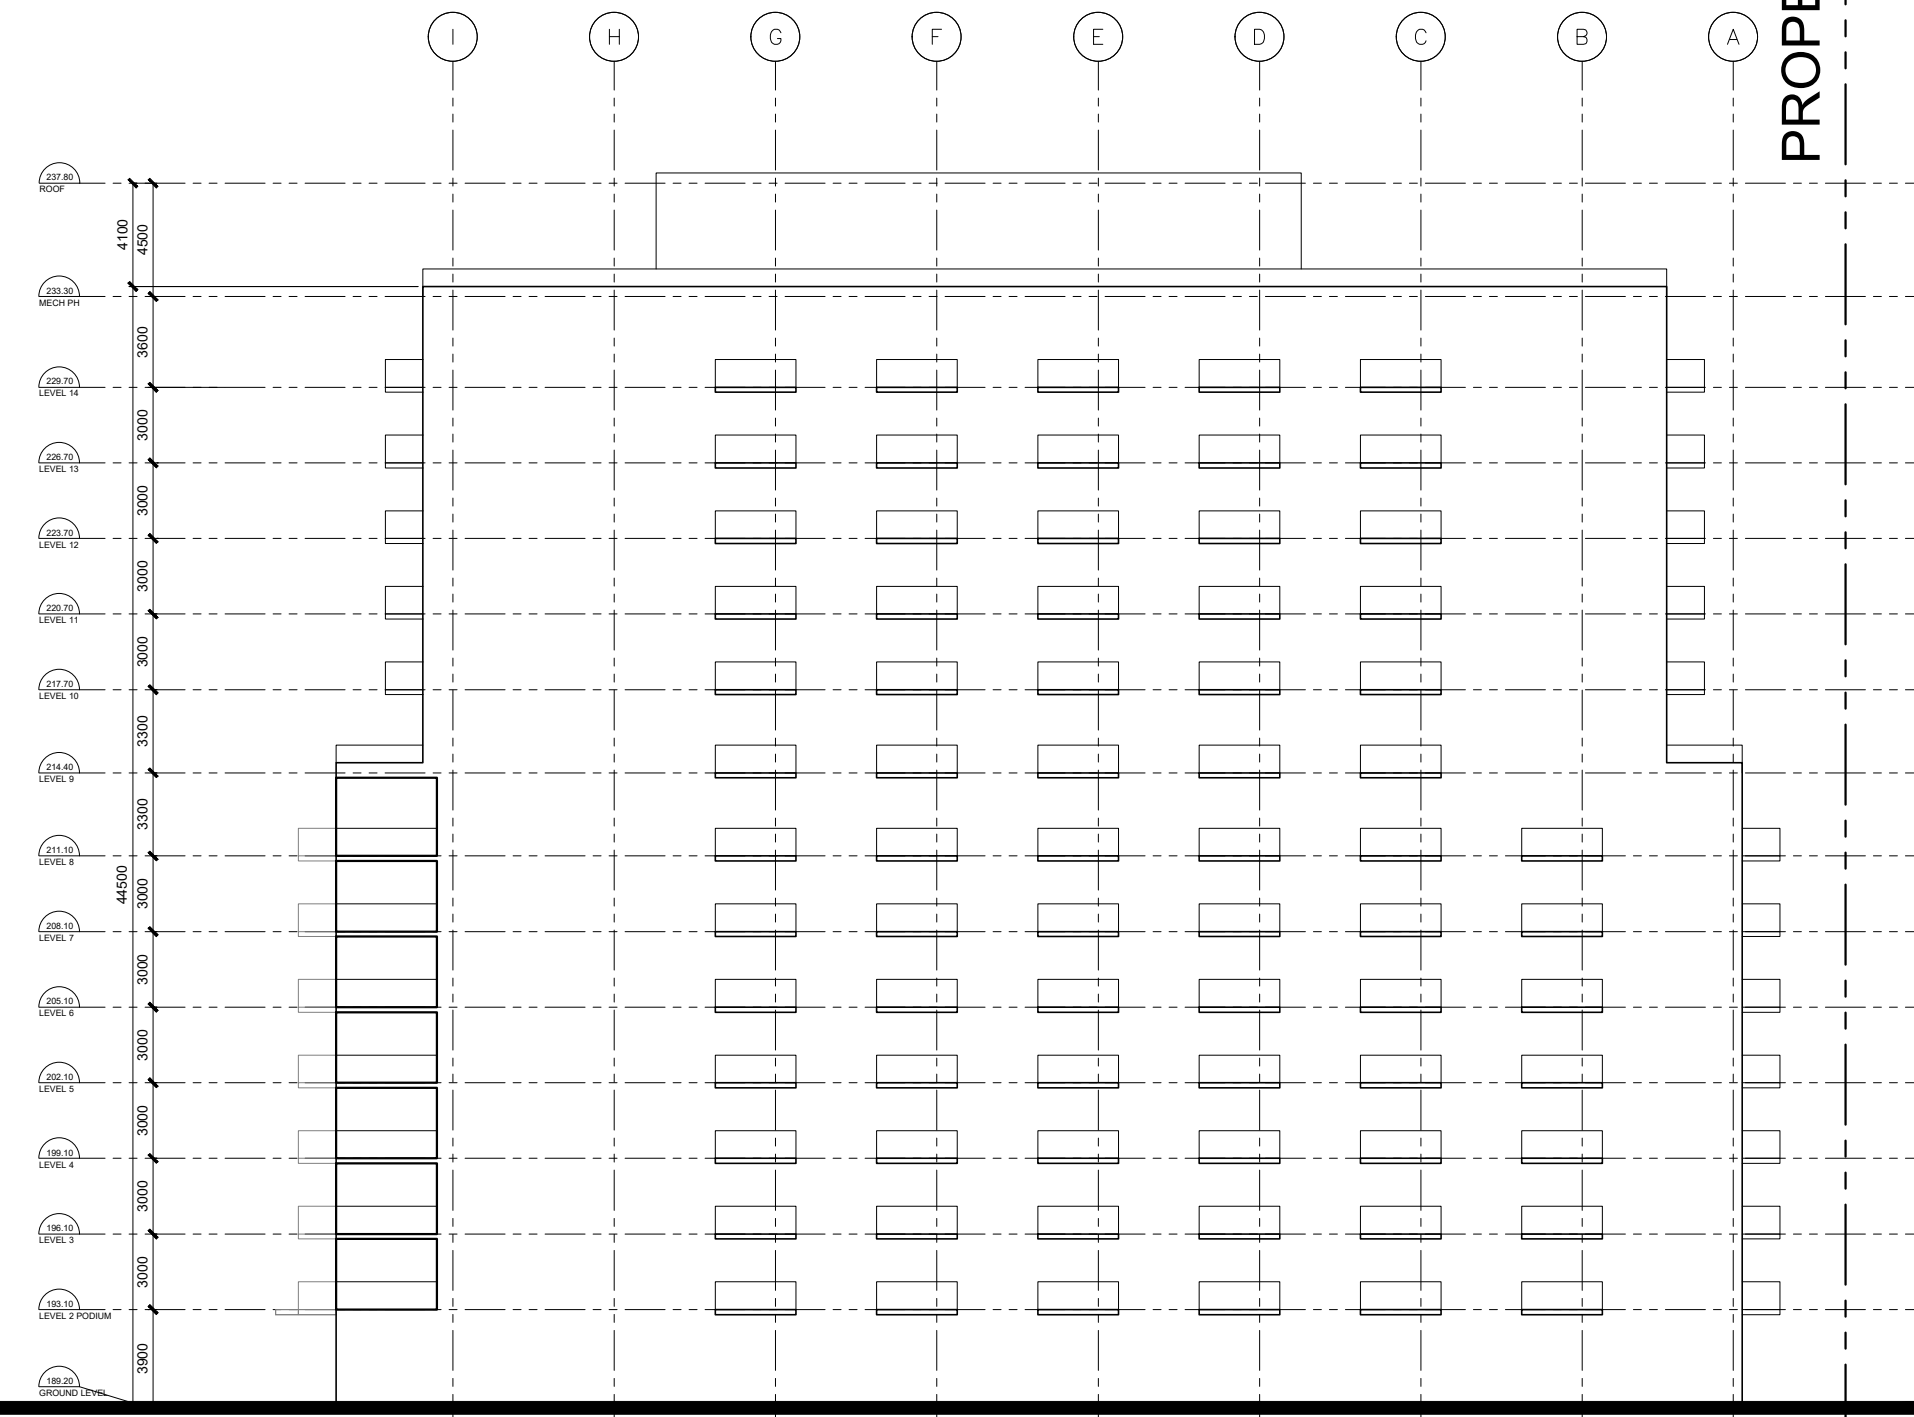 I H G F E D C B A
PROPE
237.80
ROOF
4100
4500
233.30
MECH PH
3600
229.70
LEVEL 14
3000
226.70
LEVEL 13
3000
223.70
LEVEL 12
3000
220.70
LEVEL 11
3000
217.70
LEVEL 10
3300
214.40
LEVEL 9
3300
211.10
LEVEL 8
44500
3000
208.10
LEVEL 7
3000
205.10
LEVEL 6
3000
202.10
LEVEL 5
3000
199.10
LEVEL 4
3000
196.10
LEVEL 3
3000
193.10
LEVEL 2 PODIUM
3900
189.20
GROUND LEVEL